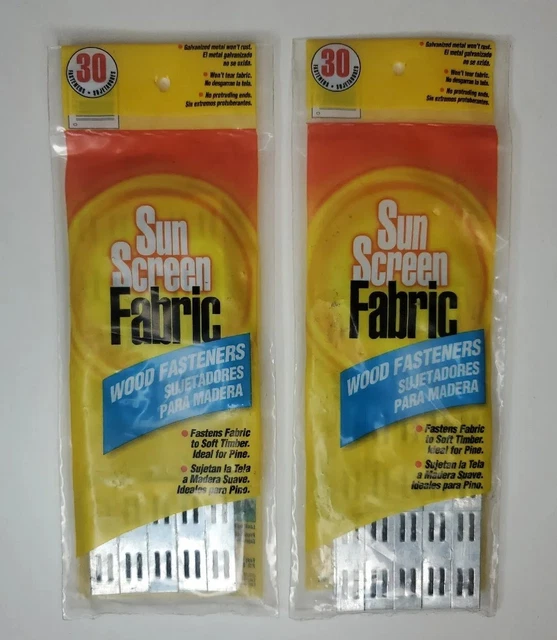 30
FASTENERS • SUJETADORES
• Galvanized metal won't rust.
El metal galvanizado
no se oxida.
• Won't tear fabric.
No desgarran la tela.
• No protruding ends.
Sin extremos protuberantes.
Sun
Screen
Fabric
WOOD FASTENERS
SUJETADORES
PARA MADERA
• Fastens Fabric
to Soft Timber.
Ideal for Pine.
• Sujetan la Tela
a Madera Suave.
Ideales para Pino.
30
FASTENERS • SUJETADORES
• Galvanized metal won't rust.
El metal galvanizado
no se oxida.
• Won't tear fabric.
No desgarran la tela.
• No protruding ends.
Sin extremos protuberantes.
Sun
Screen
Fabric
WOOD FASTENERS
SUJETADORES
PARA MADERA
• Fastens Fabric
to Soft Timber.
Ideal for Pine.
• Sujetan la Tela
a Madera Suave.
Ideales para Pino.